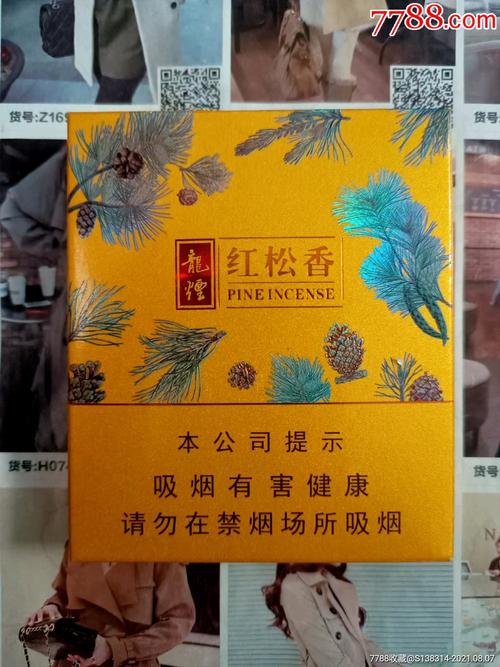 7788.com
货号:Z169
龍煙
红松香
PINE INCENSE
本公司提示
货号:H074
吸烟有害健康
请勿在禁烟场所吸烟
7788收藏@S138314-2021.08.07